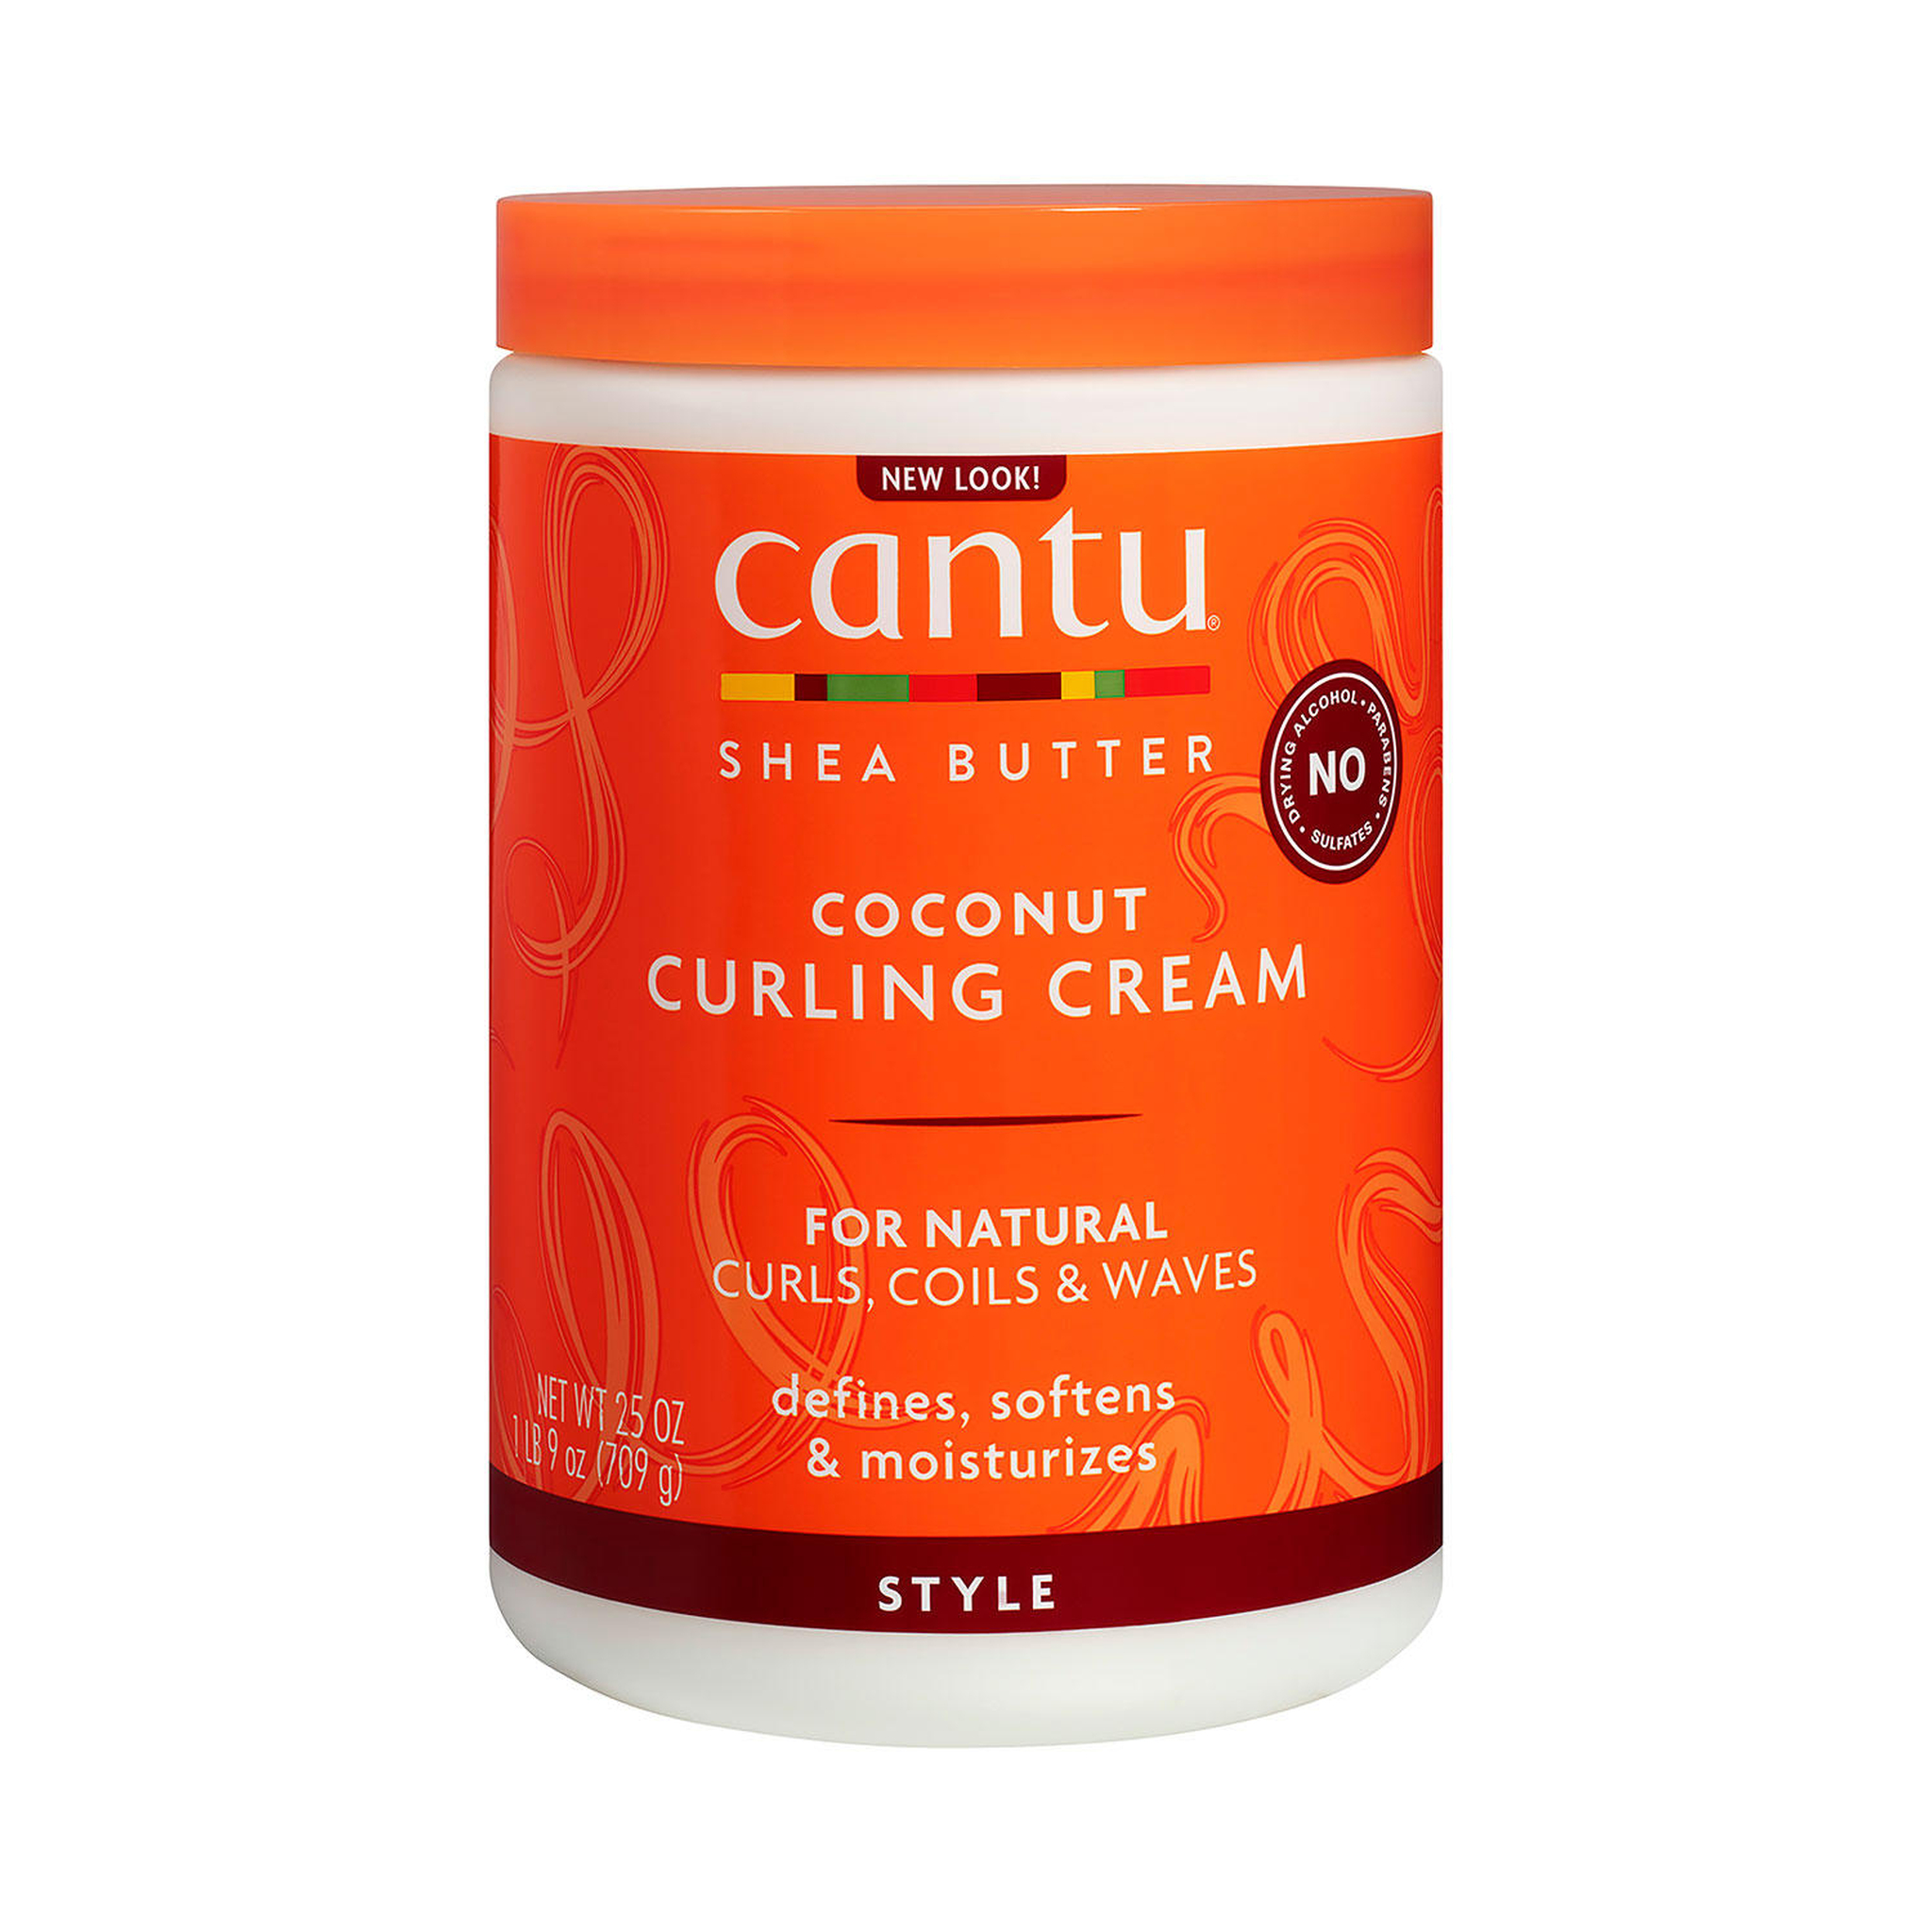 NEW LOOK!
cantu®
SHEA BUTTER
• DRYING ALCOHOL • PARABENS • SULFATES
NO
COCONUT
CURLING CREAM
FOR NATURAL
CURLS, COILS & WAVES
defines, softens
& moisturizes
NET WT 25 OZ
1 LB 9 oz (709 g)
STYLE